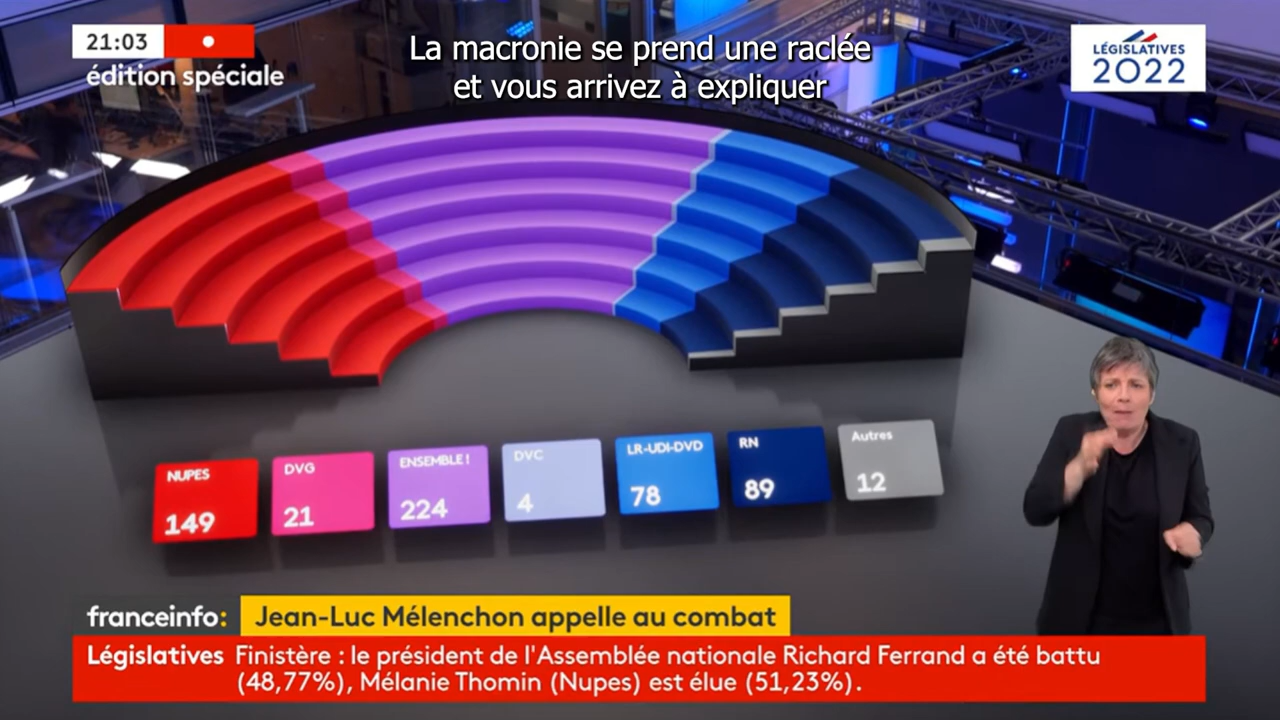 21:03
édition spéciale
La macronie se prend une raclée
et vous arrivez à expliquer
LÉGISLATIVES
2022
NUPES
149
DVG
21
ENSEMBLE !
224
DVC
4
LR-UDI-DVD
78
RN
89
Autres
12
franceinfo:
Jean-Luc Mélenchon appelle au combat
Législatives Finistère : le président de l'Assemblée nationale Richard Ferrand a été battu
(48,77%), Mélanie Thomin (Nupes) est élue (51,23%).